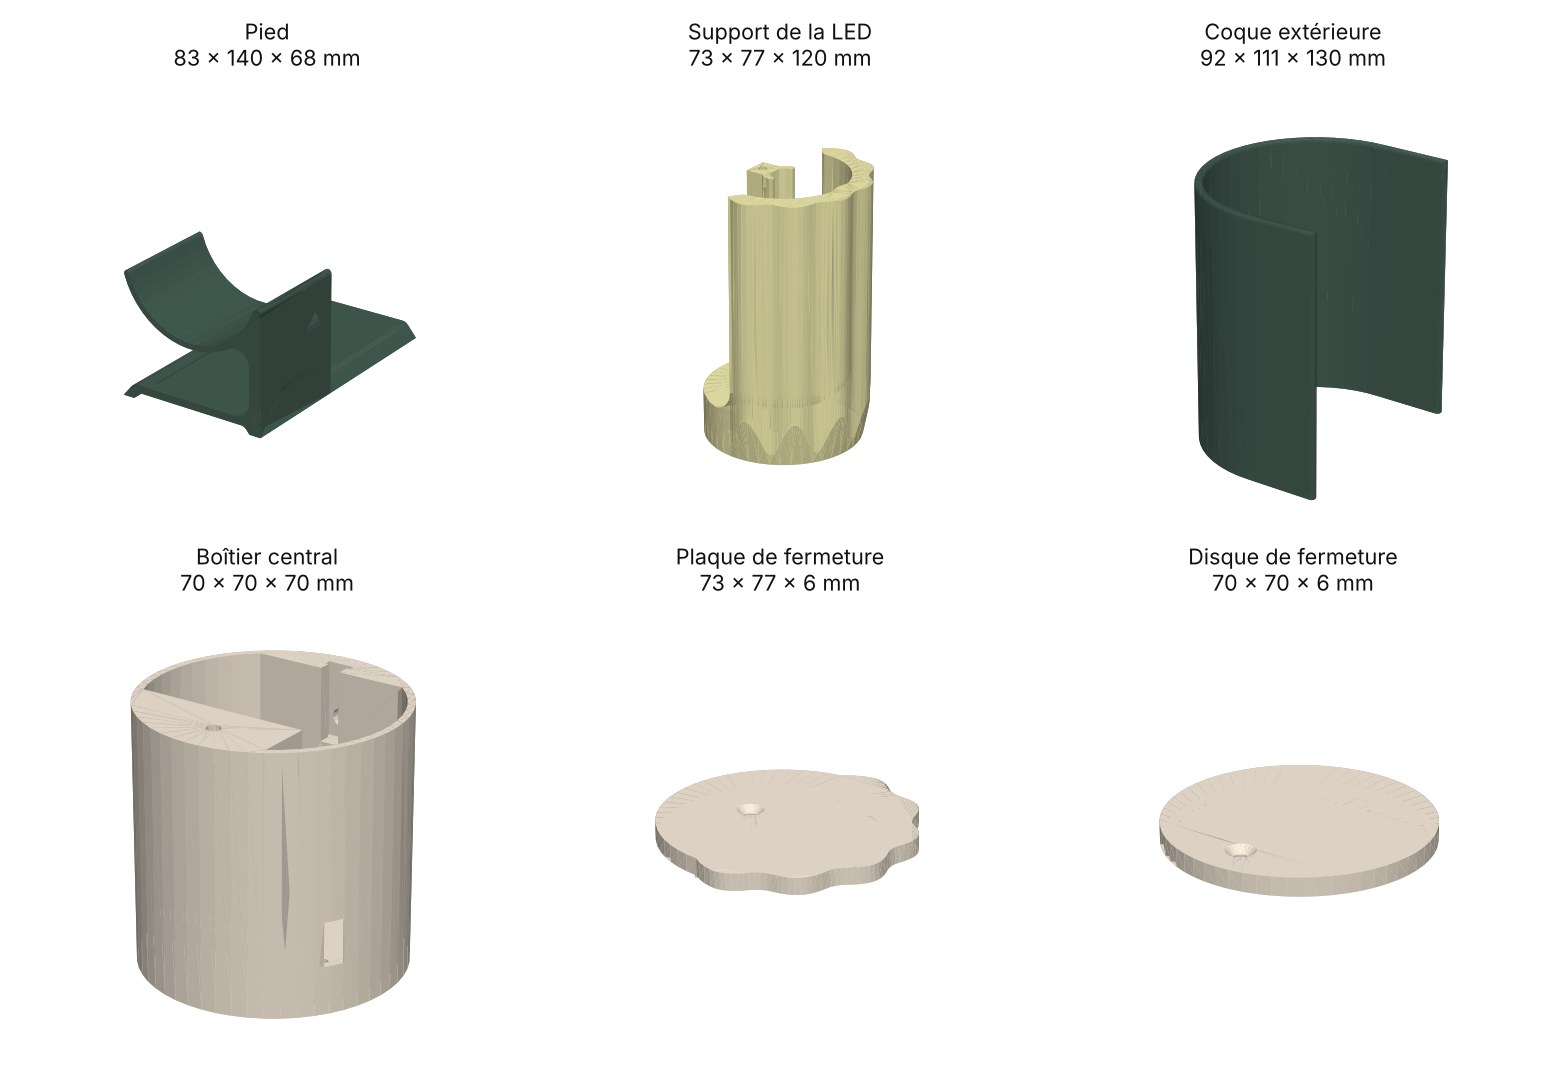 Pied
83 × 140 × 68 mm
Support de la LED
73 × 77 × 120 mm
Coque extérieure
92 × 111 × 130 mm
Boîtier central
70 × 70 × 70 mm
Plaque de fermeture
73 × 77 × 6 mm
Disque de fermeture
70 × 70 × 6 mm